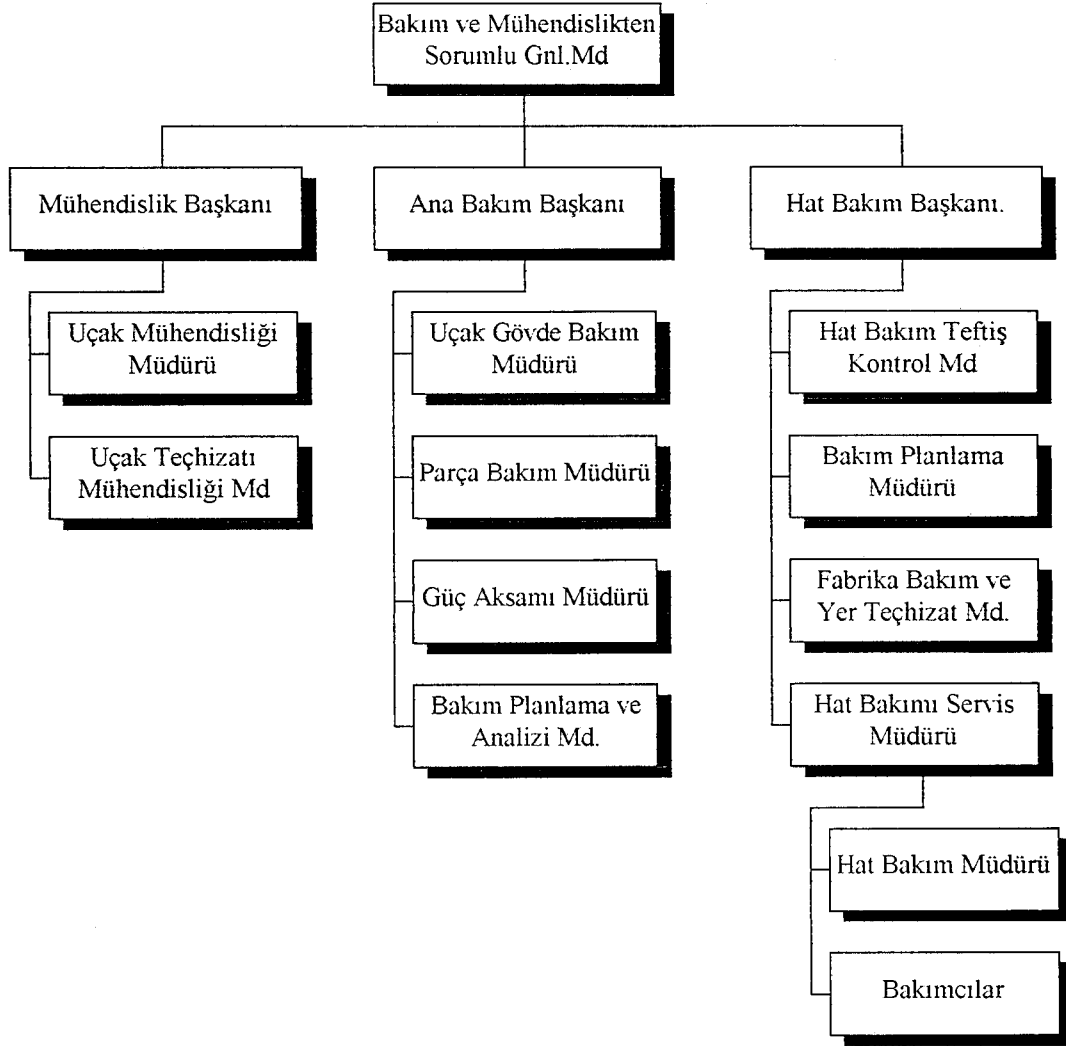 Bakım ve Mühendislikten
Sorumlu Gnl.Md
Mühendislik Başkanı
Ana Bakım Başkanı
Hat Bakım Başkanı.
Uçak Mühendisliği
Müdürü
Uçak Teçhizatı
Mühendisliği Md
Uçak Gövde Bakım
Müdürü
Parça Bakım Müdürü
Güç Aksamı Müdürü
Bakım Planlama ve
Analizi Md.
Hat Bakım Teftiş
Kontrol Md
Bakım Planlama
Müdürü
Fabrika Bakım ve
Yer Teçhizat Md.
Hat Bakımı Servis
Müdürü
Hat Bakım Müdürü
Bakımcılar